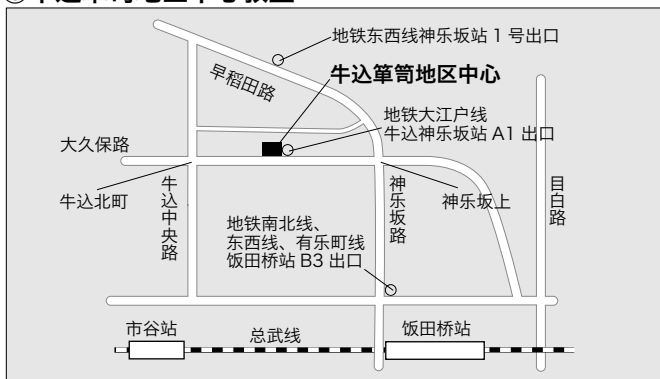 地铁东西线神乐坂站 1 号出口
早稻田路
牛込箪笥地区中心
地铁大江户线
牛込神乐坂站 A1 出口
大久保路
牛込北町
牛込中央路
神乐坂路
神乐坂上
目白路
地铁南北线、
东西线、有乐町线
饭田桥站 B3 出口
市谷站
总武线
饭田桥站